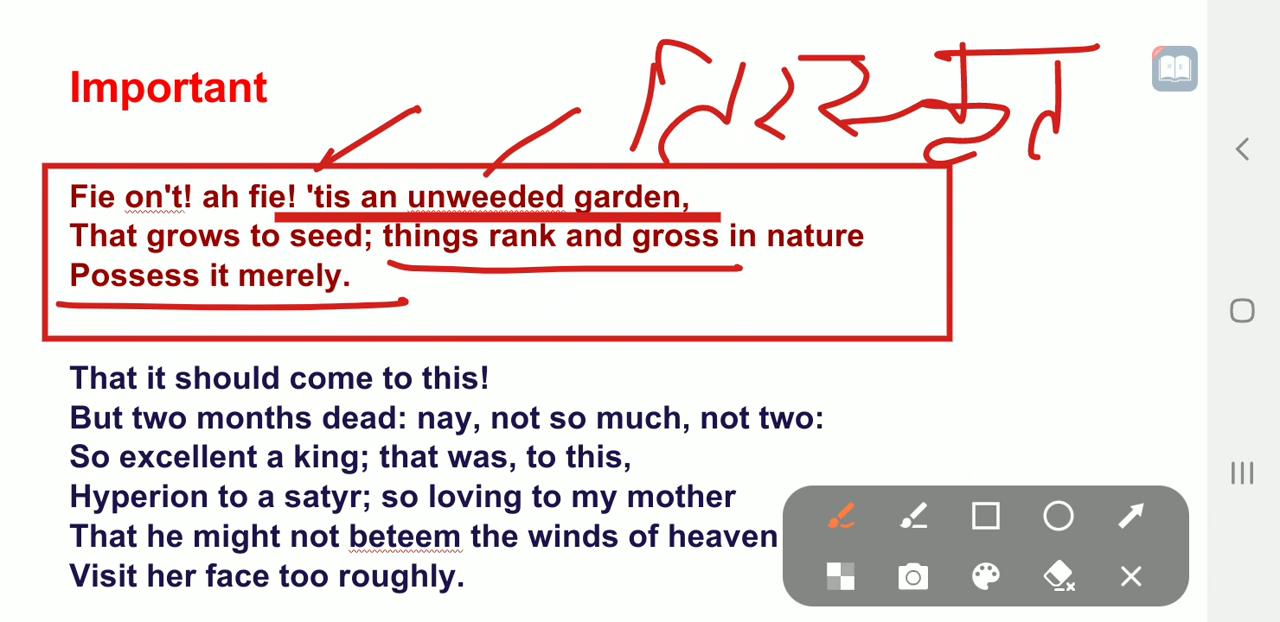 Important
Fie on't! ah fie! 'tis an unweeded garden,
That grows to seed; things rank and gross in nature
Possess it merely.
That it should come to this!
But two months dead: nay, not so much, not two:
So excellent a king; that was, to this,
Hyperion to a satyr; so loving to my mother
That he might not beteem the winds of heaven
Visit her face too roughly.